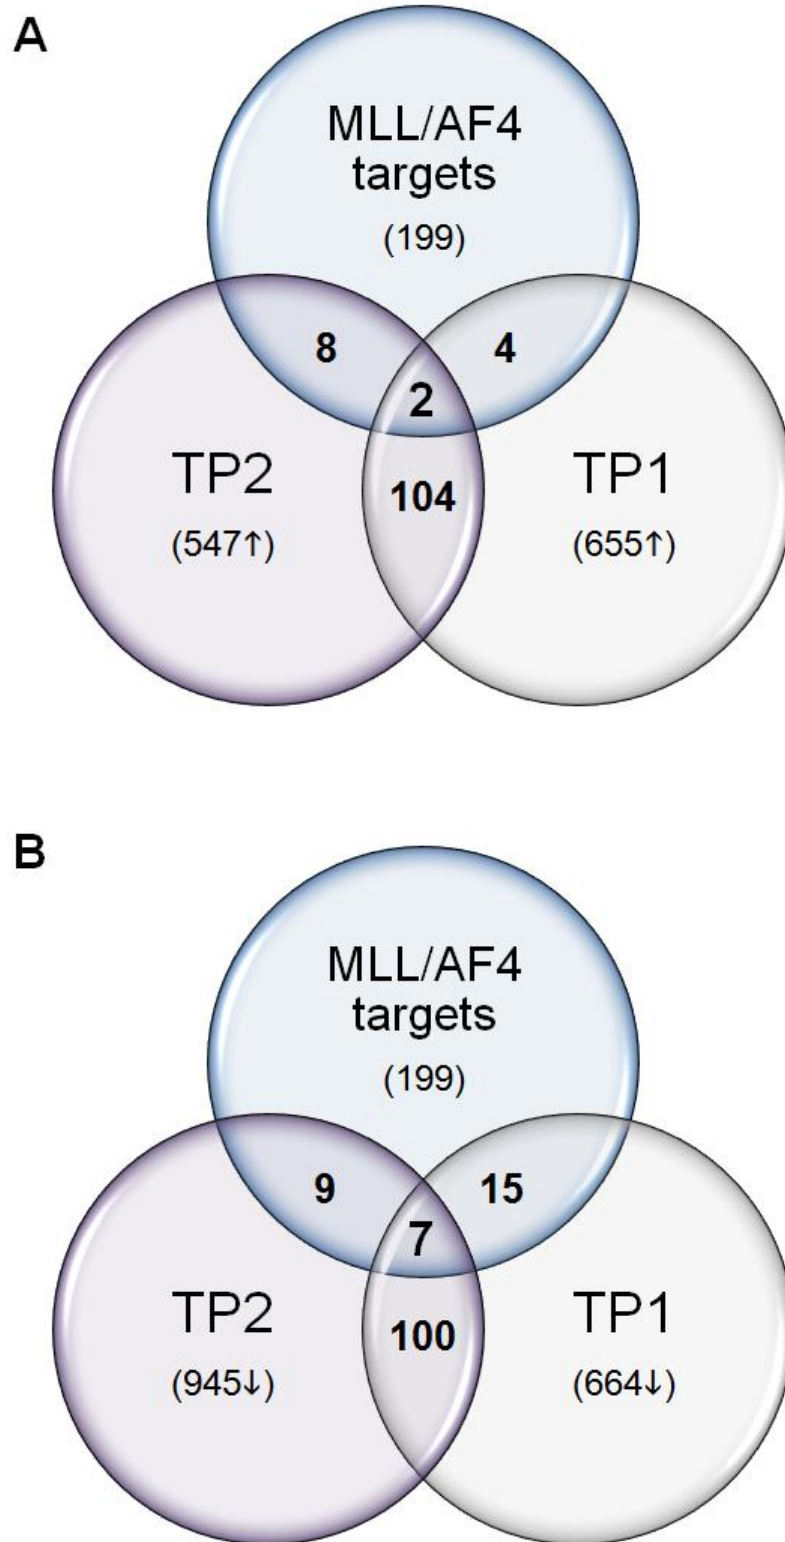 A
MLL/AF4
targets
(199)
8
4
2
TP2
104
TP1
(547↑)
(655↑)
B
MLL/AF4
targets
(199)
9
15
7
TP2
100
TP1
(945↓)
(664↓)